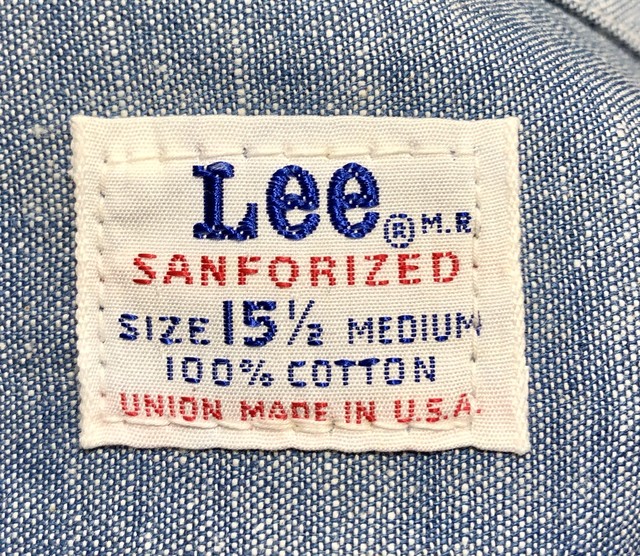 Lee ® M.R
SANFORIZED
SIZE 15½ MEDIUM
100% COTTON
UNION MADE IN U.S.A.